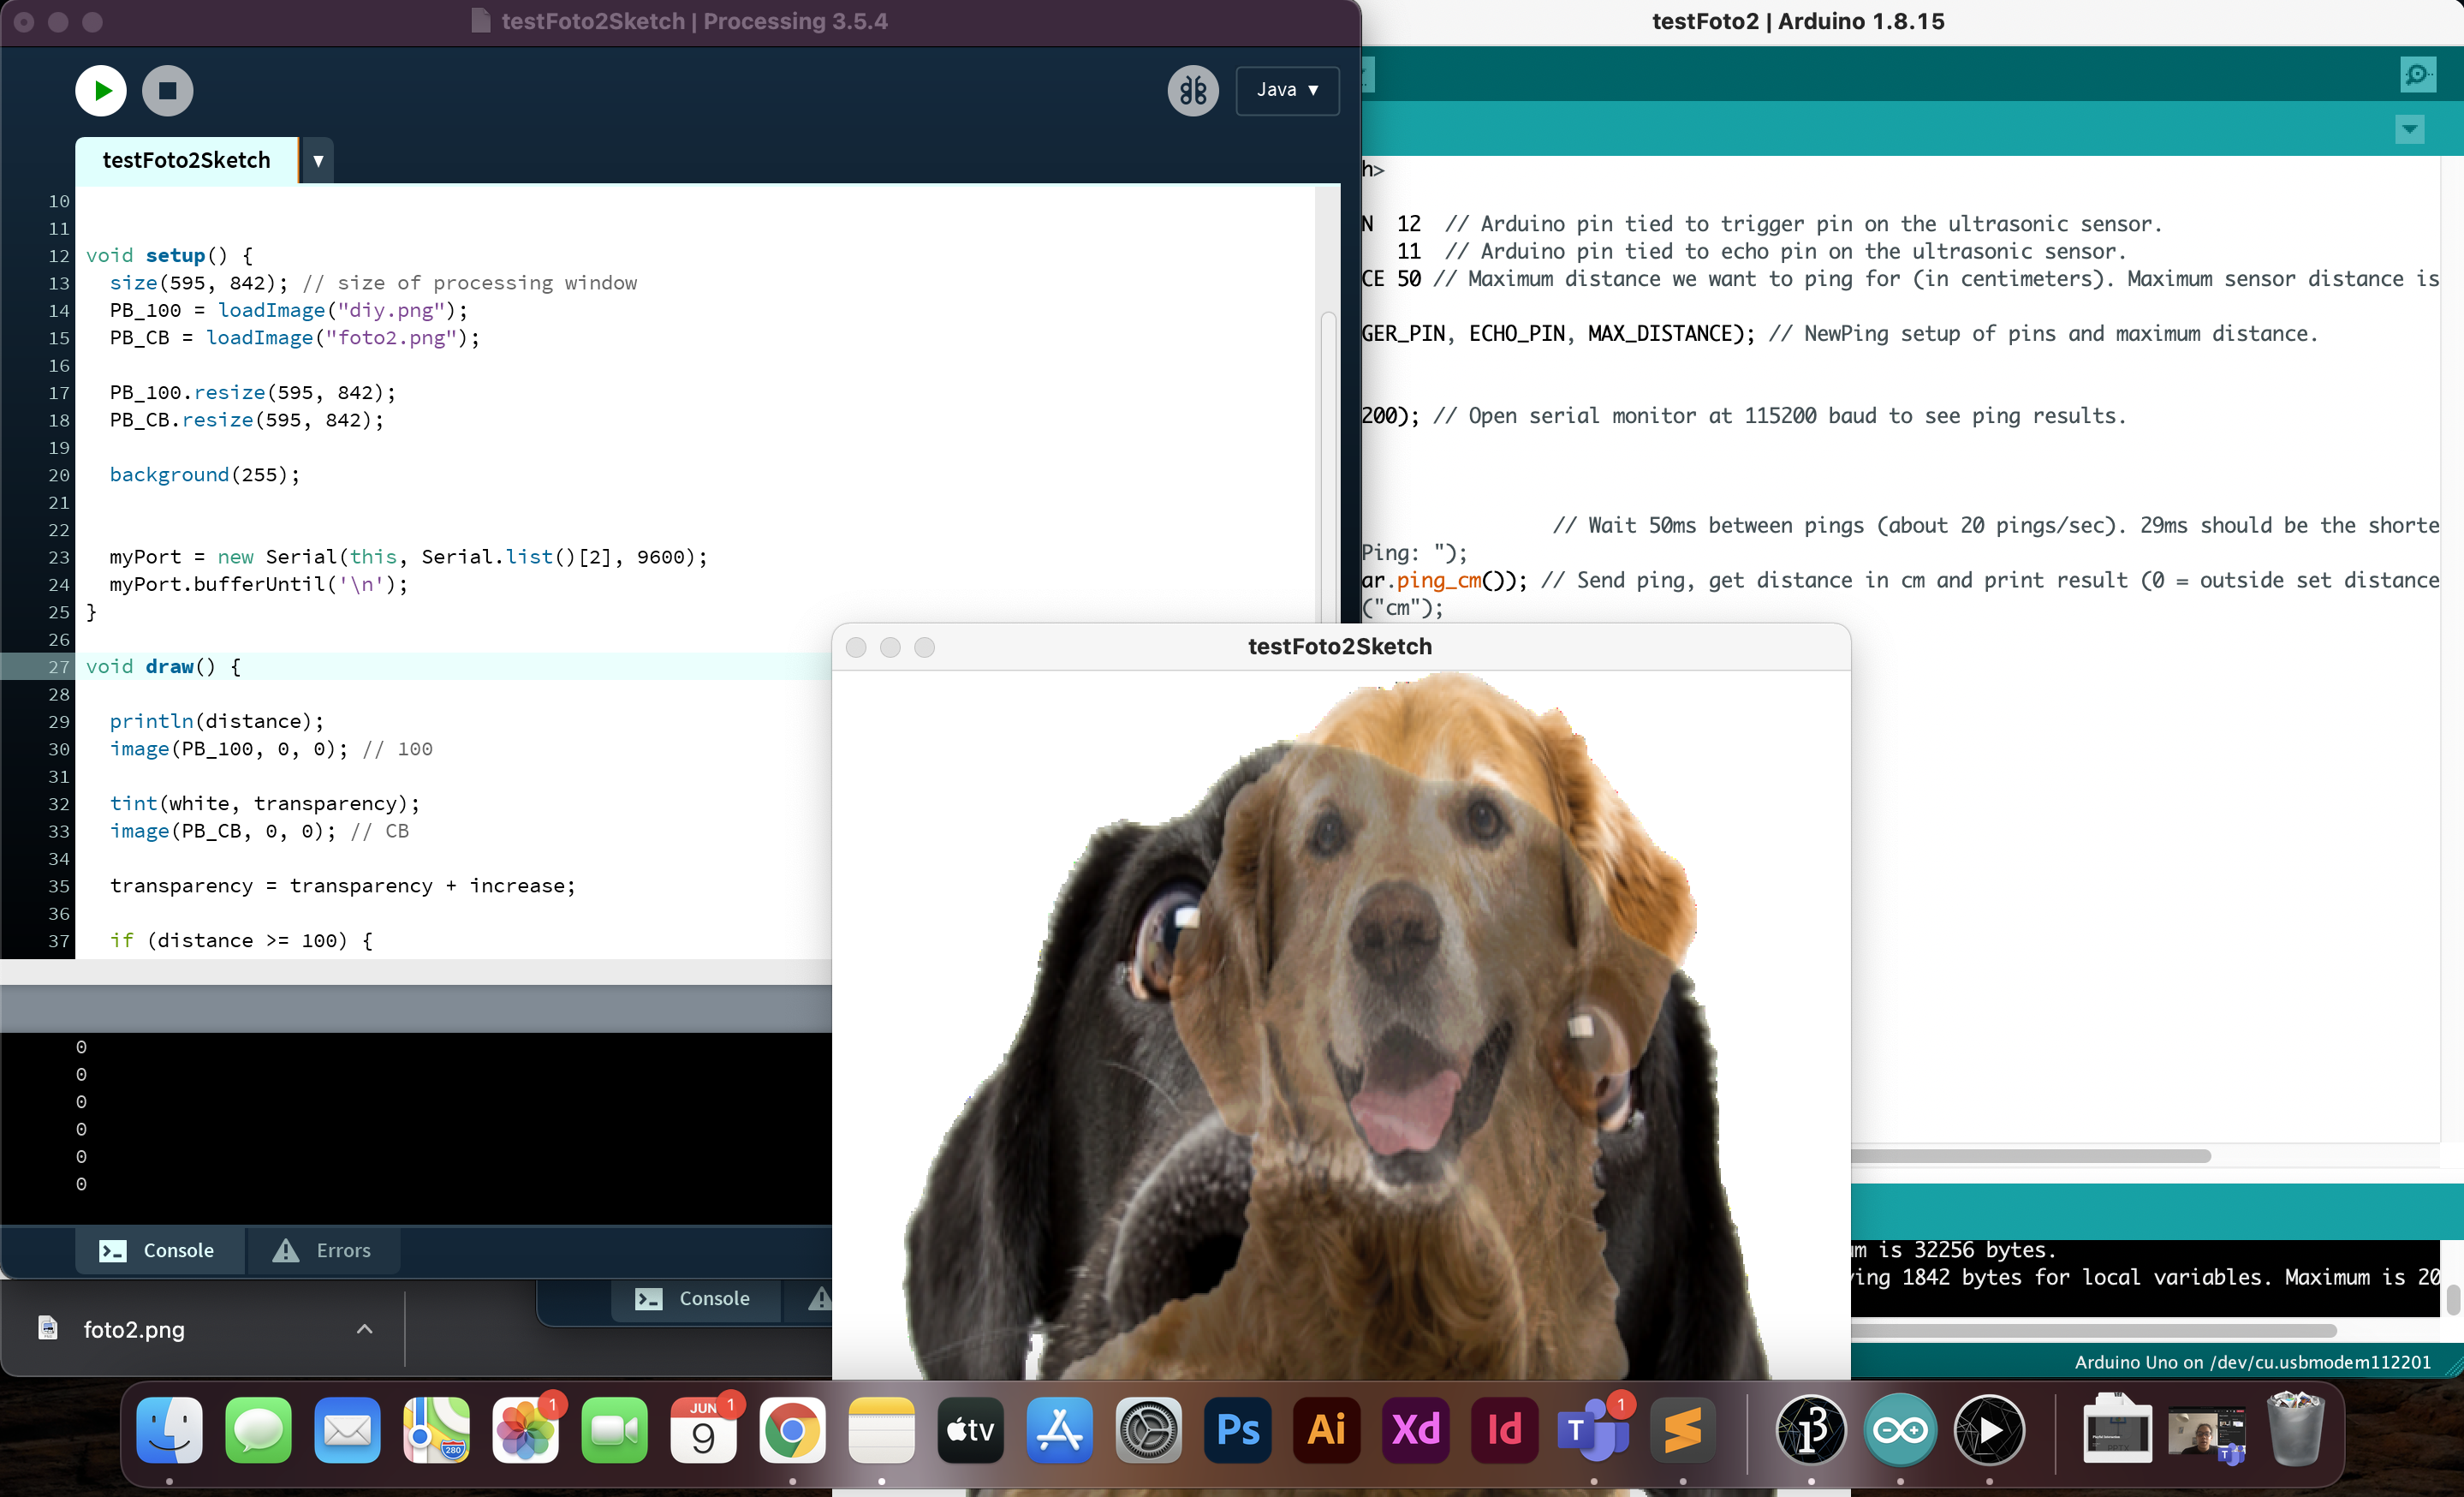 testFoto2Sketch | Processing 3.5.4
Java ▼
testFoto2Sketch ▼
10
11
12 void setup() {
13 size(595, 842); // size of processing window
14 PB_100 = loadImage("diy.png");
15 PB_CB = loadImage("foto2.png");
16
17 PB_100.resize(595, 842);
18 PB_CB.resize(595, 842);
19
20 background(255);
21
22
23 myPort = new Serial(this, Serial.list()[2], 9600);
24 myPort.bufferUntil('\n');
25 }
26
27 void draw() {
28
29 println(distance);
30 image(PB_100, 0, 0); // 100
31
32 tint(white, transparency);
33 image(PB_CB, 0, 0); // CB
34
35 transparency = transparency + increase;
36
37 if (distance >= 100) {
0
0
0
0
0
0
Console
Errors
Console
foto2.png
testFoto2 | Arduino 1.8.15
h>
N 12 // Arduino pin tied to trigger pin on the ultrasonic sensor.
11 // Arduino pin tied to echo pin on the ultrasonic sensor.
CE 50 // Maximum distance we want to ping for (in centimeters). Maximum sensor distance is
GER_PIN, ECHO_PIN, MAX_DISTANCE); // NewPing setup of pins and maximum distance.
200); // Open serial monitor at 115200 baud to see ping results.
// Wait 50ms between pings (about 20 pings/sec). 29ms should be the shorte
Ping: ");
ar.ping_cm()); // Send ping, get distance in cm and print result (0 = outside set distance
("cm");
testFoto2Sketch
um is 32256 bytes.
ving 1842 bytes for local variables. Maximum is 20
Arduino Uno on /dev/cu.usbmodem112201
280
1
JUN
9
1
tv
Ps
Ai
Xd
Id
T
1